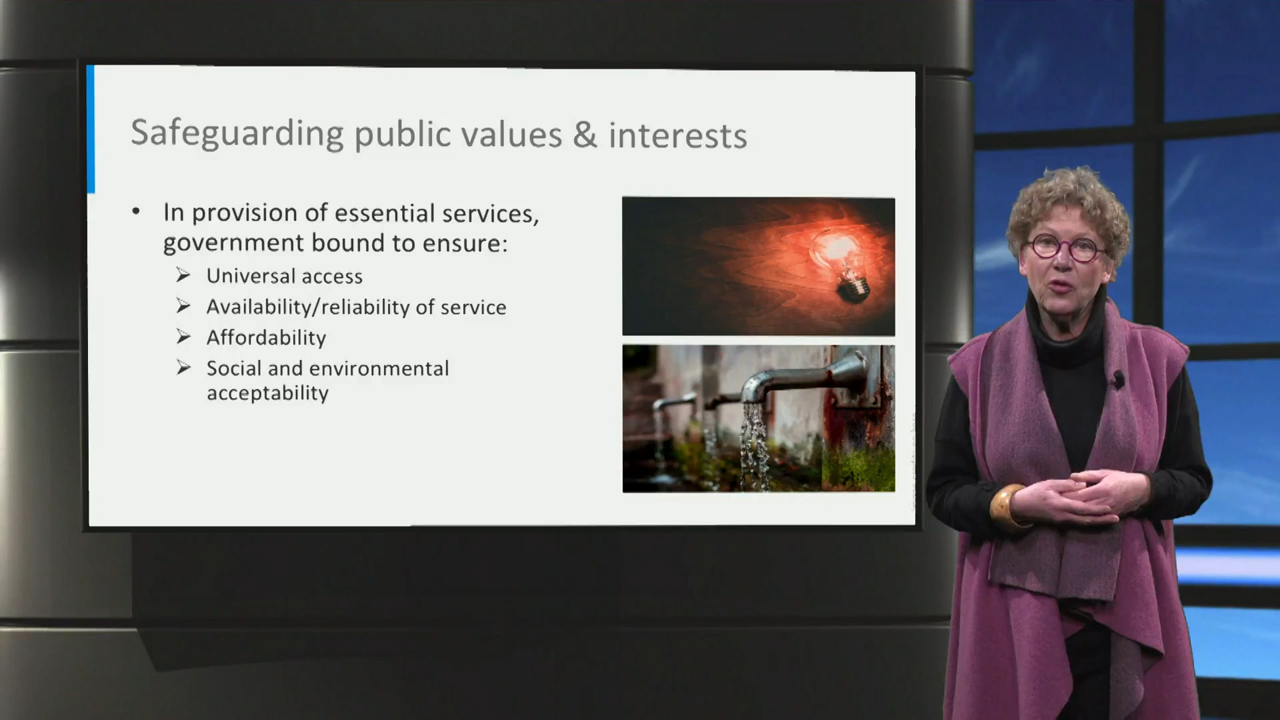 Safeguarding public values & interests
• In provision of essential services,
government bound to ensure:
➢ Universal access
➢ Availability/reliability of service
➢ Affordability
➢ Social and environmental
acceptability